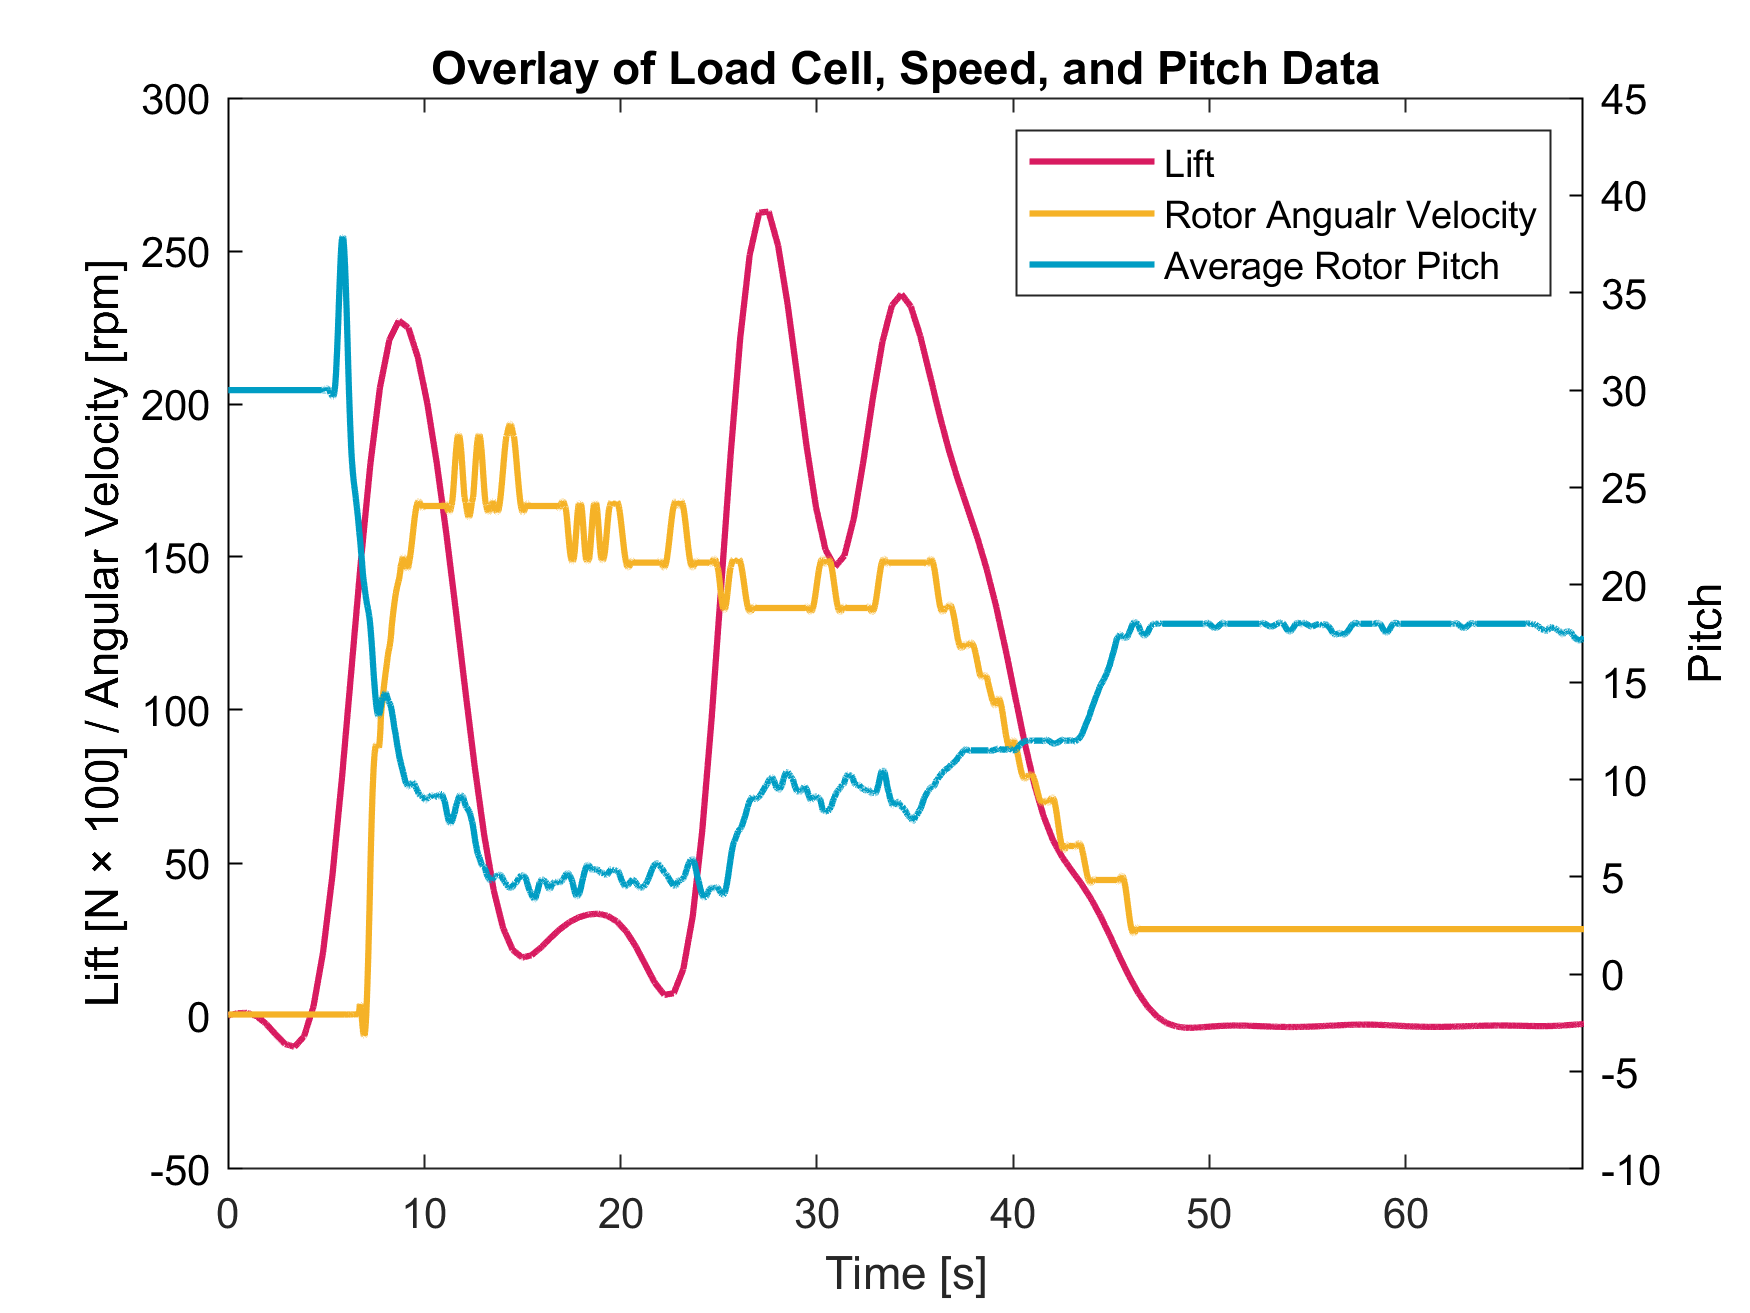 Overlay of Load Cell, Speed, and Pitch Data
300
250
200
150
100
50
0
-50
Lift [N × 100] / Angular Velocity [rpm]
45
40
35
30
25
20
15
10
5
0
-5
-10
Pitch
Lift
Rotor Angualr Velocity
Average Rotor Pitch
0 10 20 30 40 50 60
Time [s]